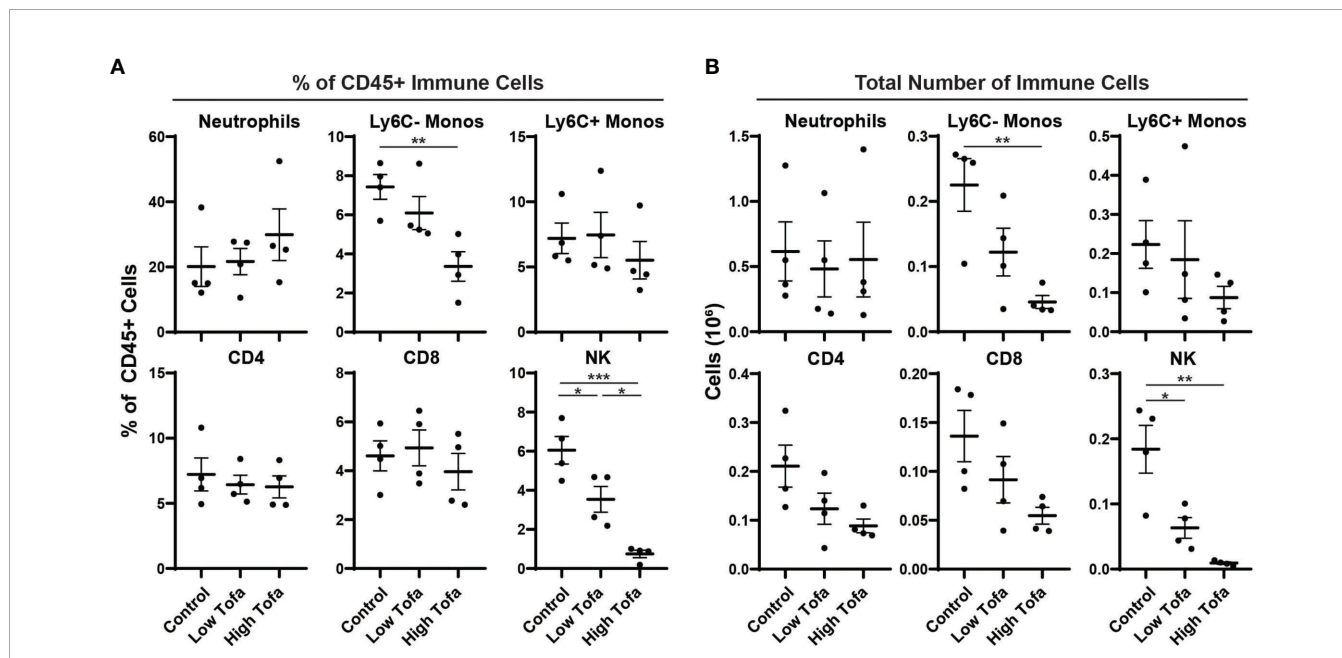 A
% of CD45+ Immune Cells
B
Total Number of Immune Cells
Neutrophils
Ly6C- Monos
Ly6C+ Monos
Neutrophils
Ly6C- Monos
Ly6C+ Monos
60
40
20
0
10
8
6
4
2
0
**
15
10
5
0
1.5
1.0
0.5
0.0
0.3
0.2
0.1
0.0
**
0.5
0.4
0.3
0.2
0.1
0.0
% of CD45+ Cells
Cells (10⁶)
CD4
CD8
NK
CD4
CD8
NK
15
10
5
0
8
6
4
2
0
10
8
6
4
2
0
***
*
*
0.4
0.3
0.2
0.1
0.0
0.20
0.15
0.10
0.05
0.00
0.3
0.2
0.1
0.0
**
*
Control
Low Tofa
High Tofa
Control
Low Tofa
High Tofa
Control
Low Tofa
High Tofa
Control
Low Tofa
High Tofa
Control
Low Tofa
High Tofa
Control
Low Tofa
High Tofa